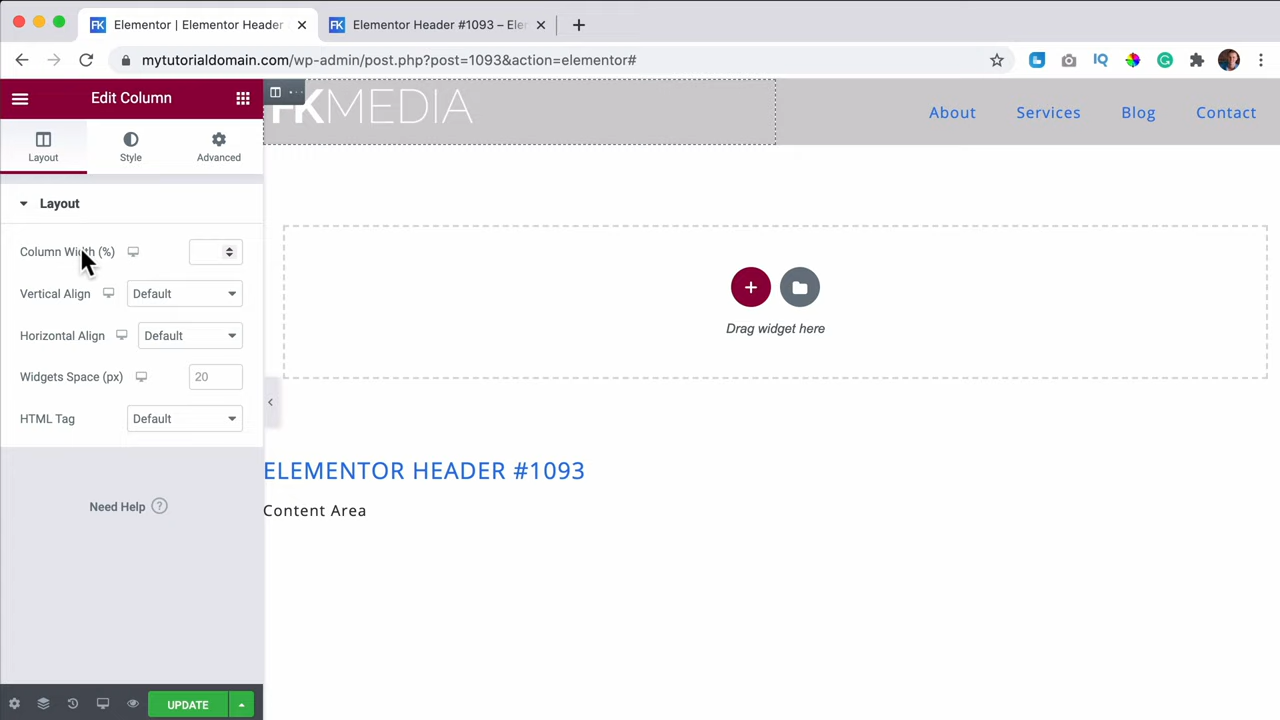 Elementor | Elementor Header
Elementor Header #1093 – Ele
mytutorialdomain.com/wp-admin/post.php?post=1093&action=elementor#
Edit Column
FKMEDIA
About Services Blog Contact
Layout Style Advanced
Layout
Column Width (%)
Vertical Align Default
Horizontal Align Default
Widgets Space (px) 20
HTML Tag Default
Need Help
UPDATE
Drag widget here
ELEMENTOR HEADER #1093
Content Area